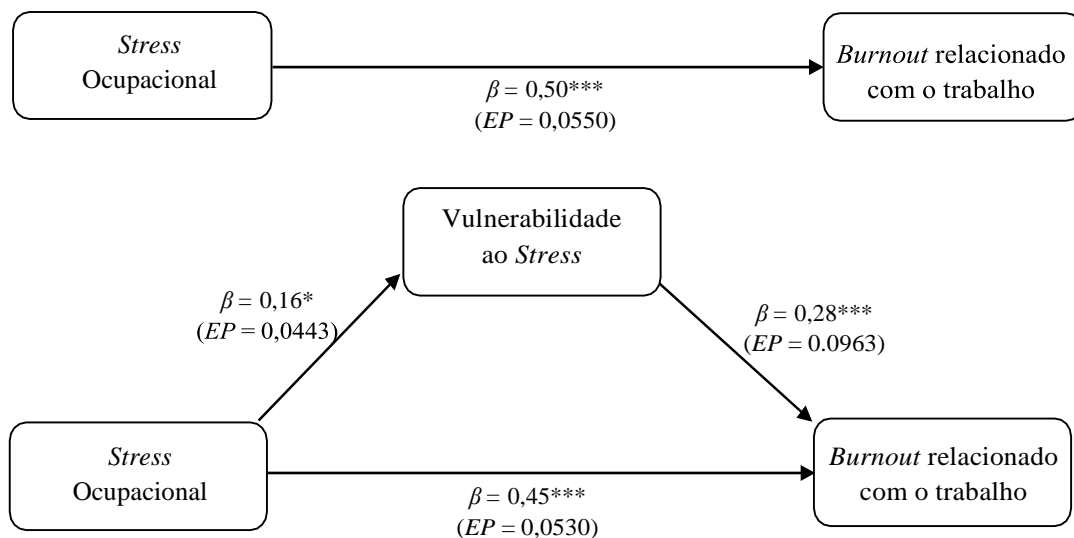 Stress
Ocupacional
Burnout relacionado
com o trabalho
β = 0,50***
(EP = 0,0550)
Vulnerabilidade
ao Stress
β = 0,16*
(EP = 0,0443)
β = 0,28***
(EP = 0.0963)
Stress
Ocupacional
Burnout relacionado
com o trabalho
β = 0,45***
(EP = 0,0530)